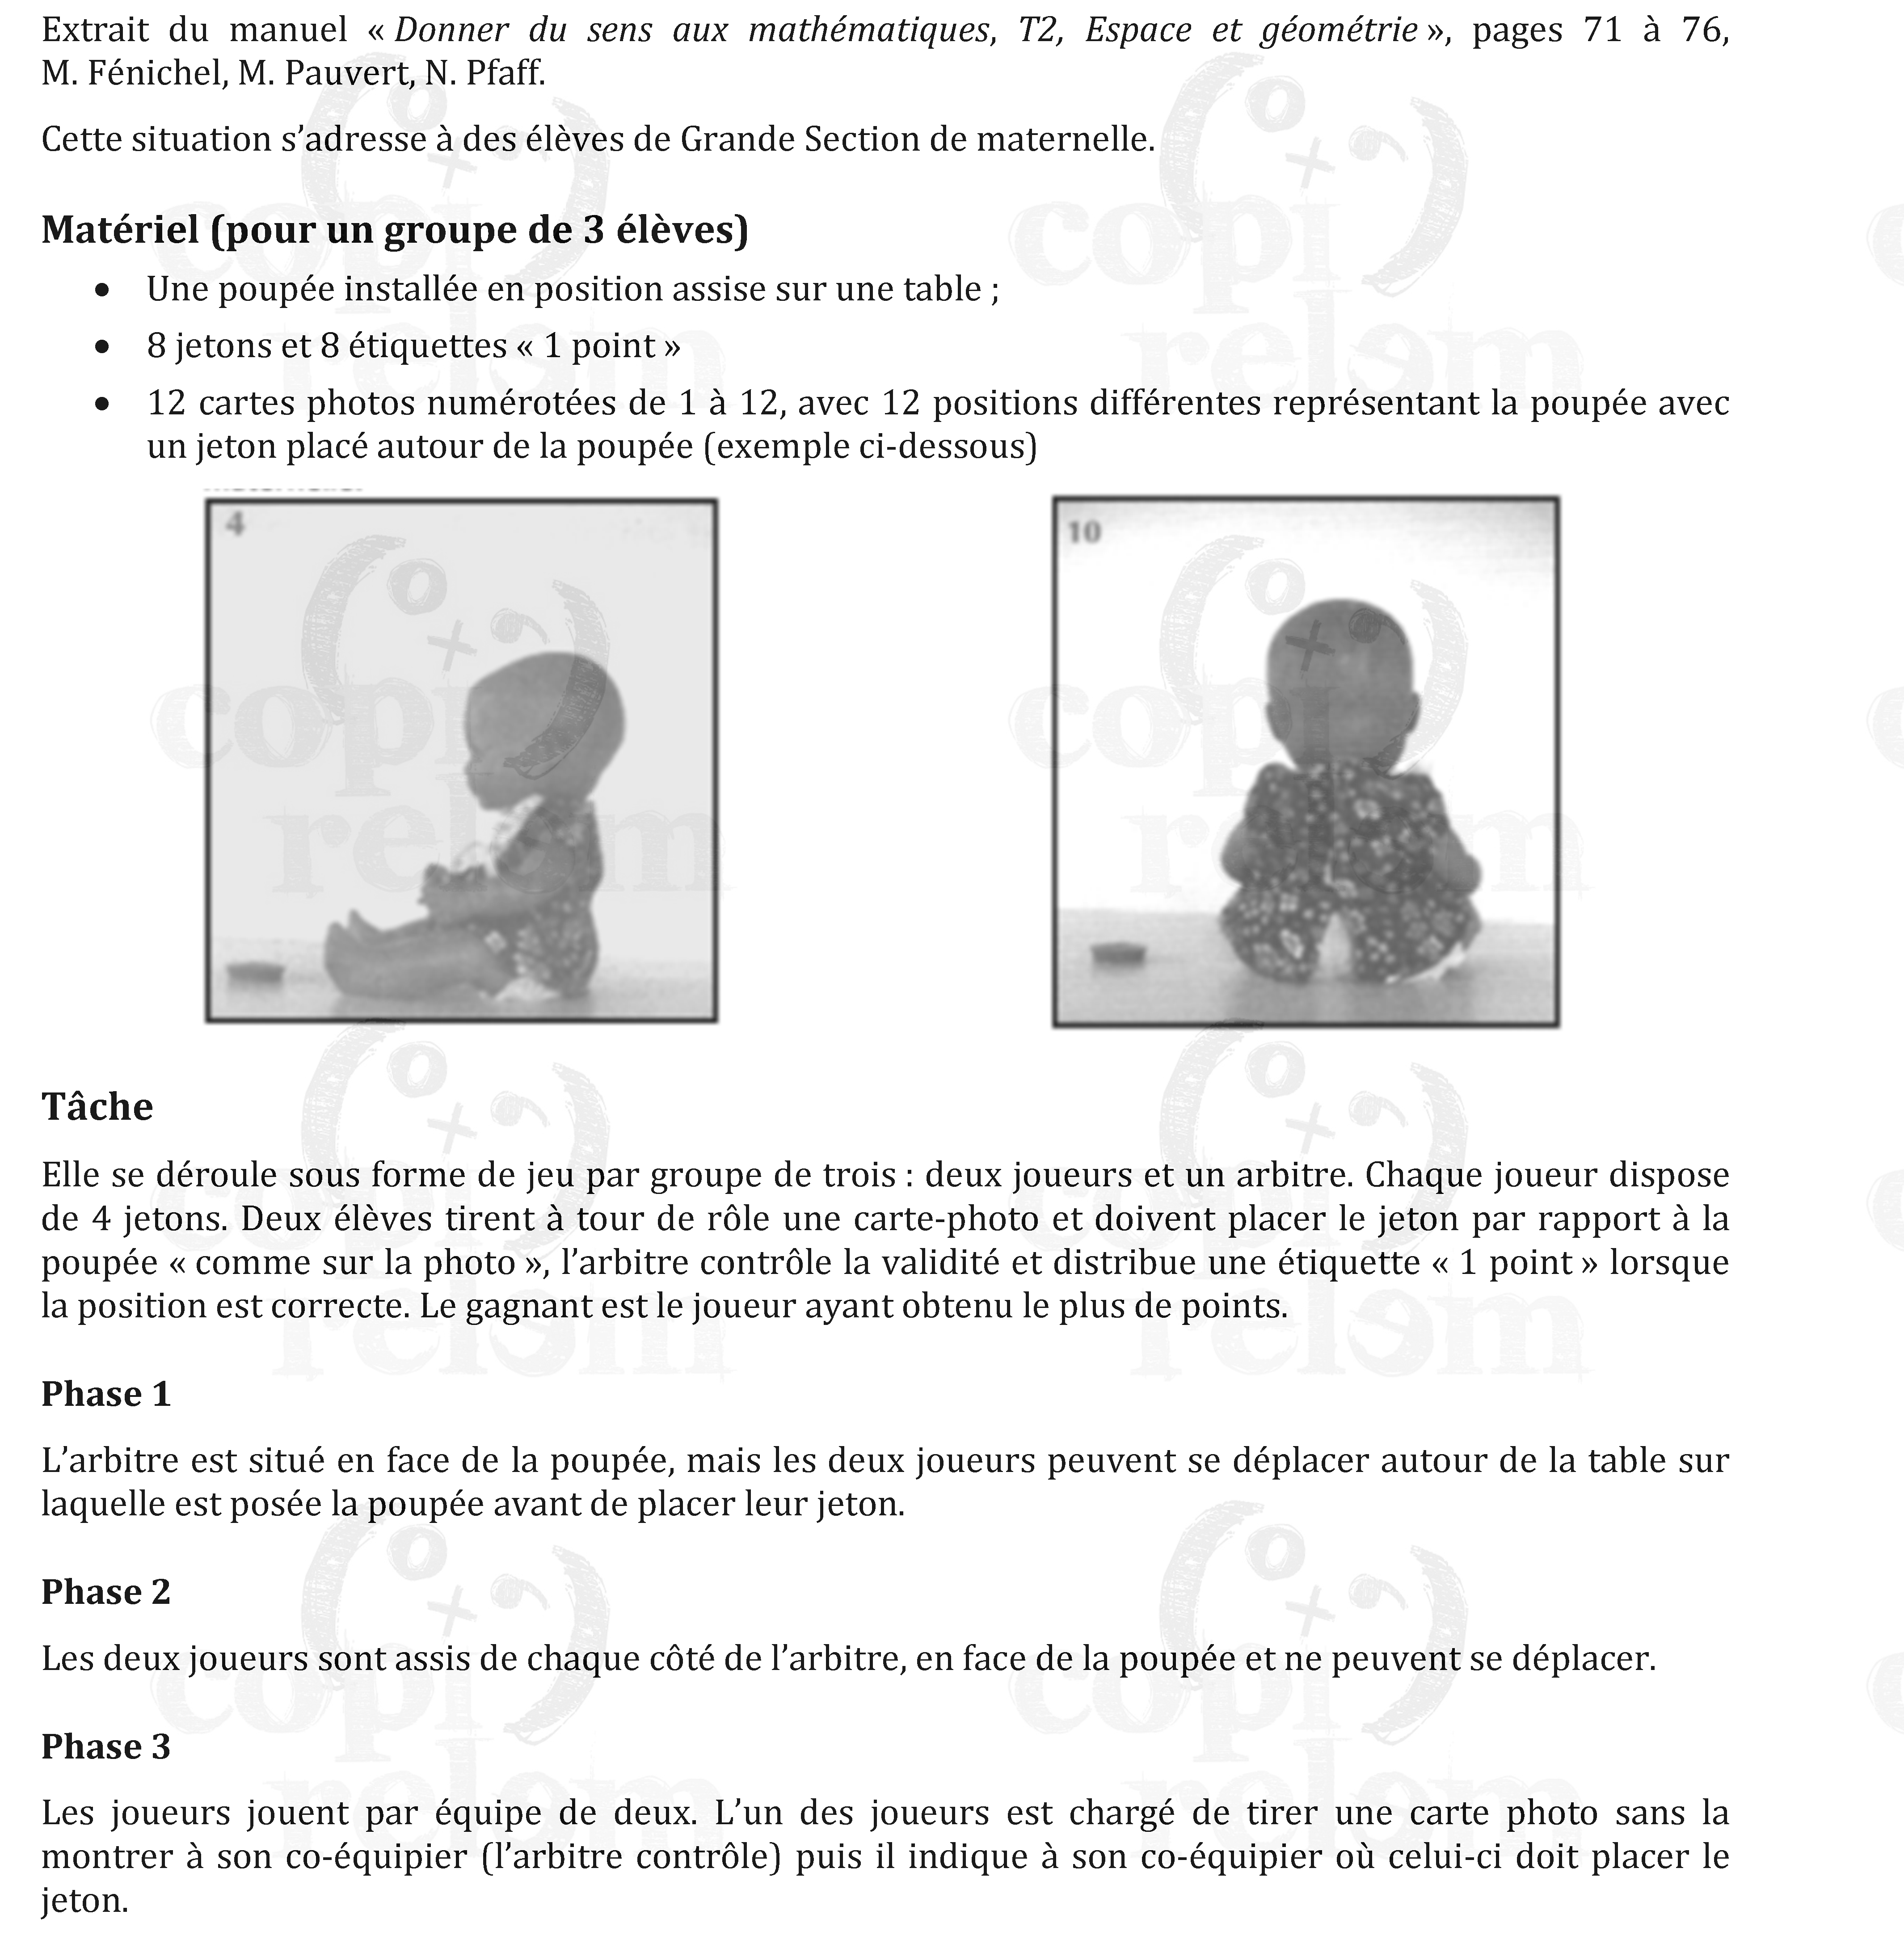 Extrait du manuel « Donner du sens aux mathématiques, T2, Espace et géométrie », pages 71 à 76,
M. Fénichel, M. Pauvert, N. Pfaff.
Cette situation s’adresse à des élèves de Grande Section de maternelle.
Matériel (pour un groupe de 3 élèves)
• Une poupée installée en position assise sur une table ;
• 8 jetons et 8 étiquettes « 1 point »
• 12 cartes photos numérotées de 1 à 12, avec 12 positions différentes représentant la poupée avec
un jeton placé autour de la poupée (exemple ci-dessous)
4
10
Tâche
Elle se déroule sous forme de jeu par groupe de trois : deux joueurs et un arbitre. Chaque joueur dispose
de 4 jetons. Deux élèves tirent à tour de rôle une carte-photo et doivent placer le jeton par rapport à la
poupée « comme sur la photo », l’arbitre contrôle la validité et distribue une étiquette « 1 point » lorsque
la position est correcte. Le gagnant est le joueur ayant obtenu le plus de points.
Phase 1
L’arbitre est situé en face de la poupée, mais les deux joueurs peuvent se déplacer autour de la table sur
laquelle est posée la poupée avant de placer leur jeton.
Phase 2
Les deux joueurs sont assis de chaque côté de l’arbitre, en face de la poupée et ne peuvent se déplacer.
Phase 3
Les joueurs jouent par équipe de deux. L’un des joueurs est chargé de tirer une carte photo sans la
montrer à son co-équipier (l’arbitre contrôle) puis il indique à son co-équipier où celui-ci doit placer le
jeton.